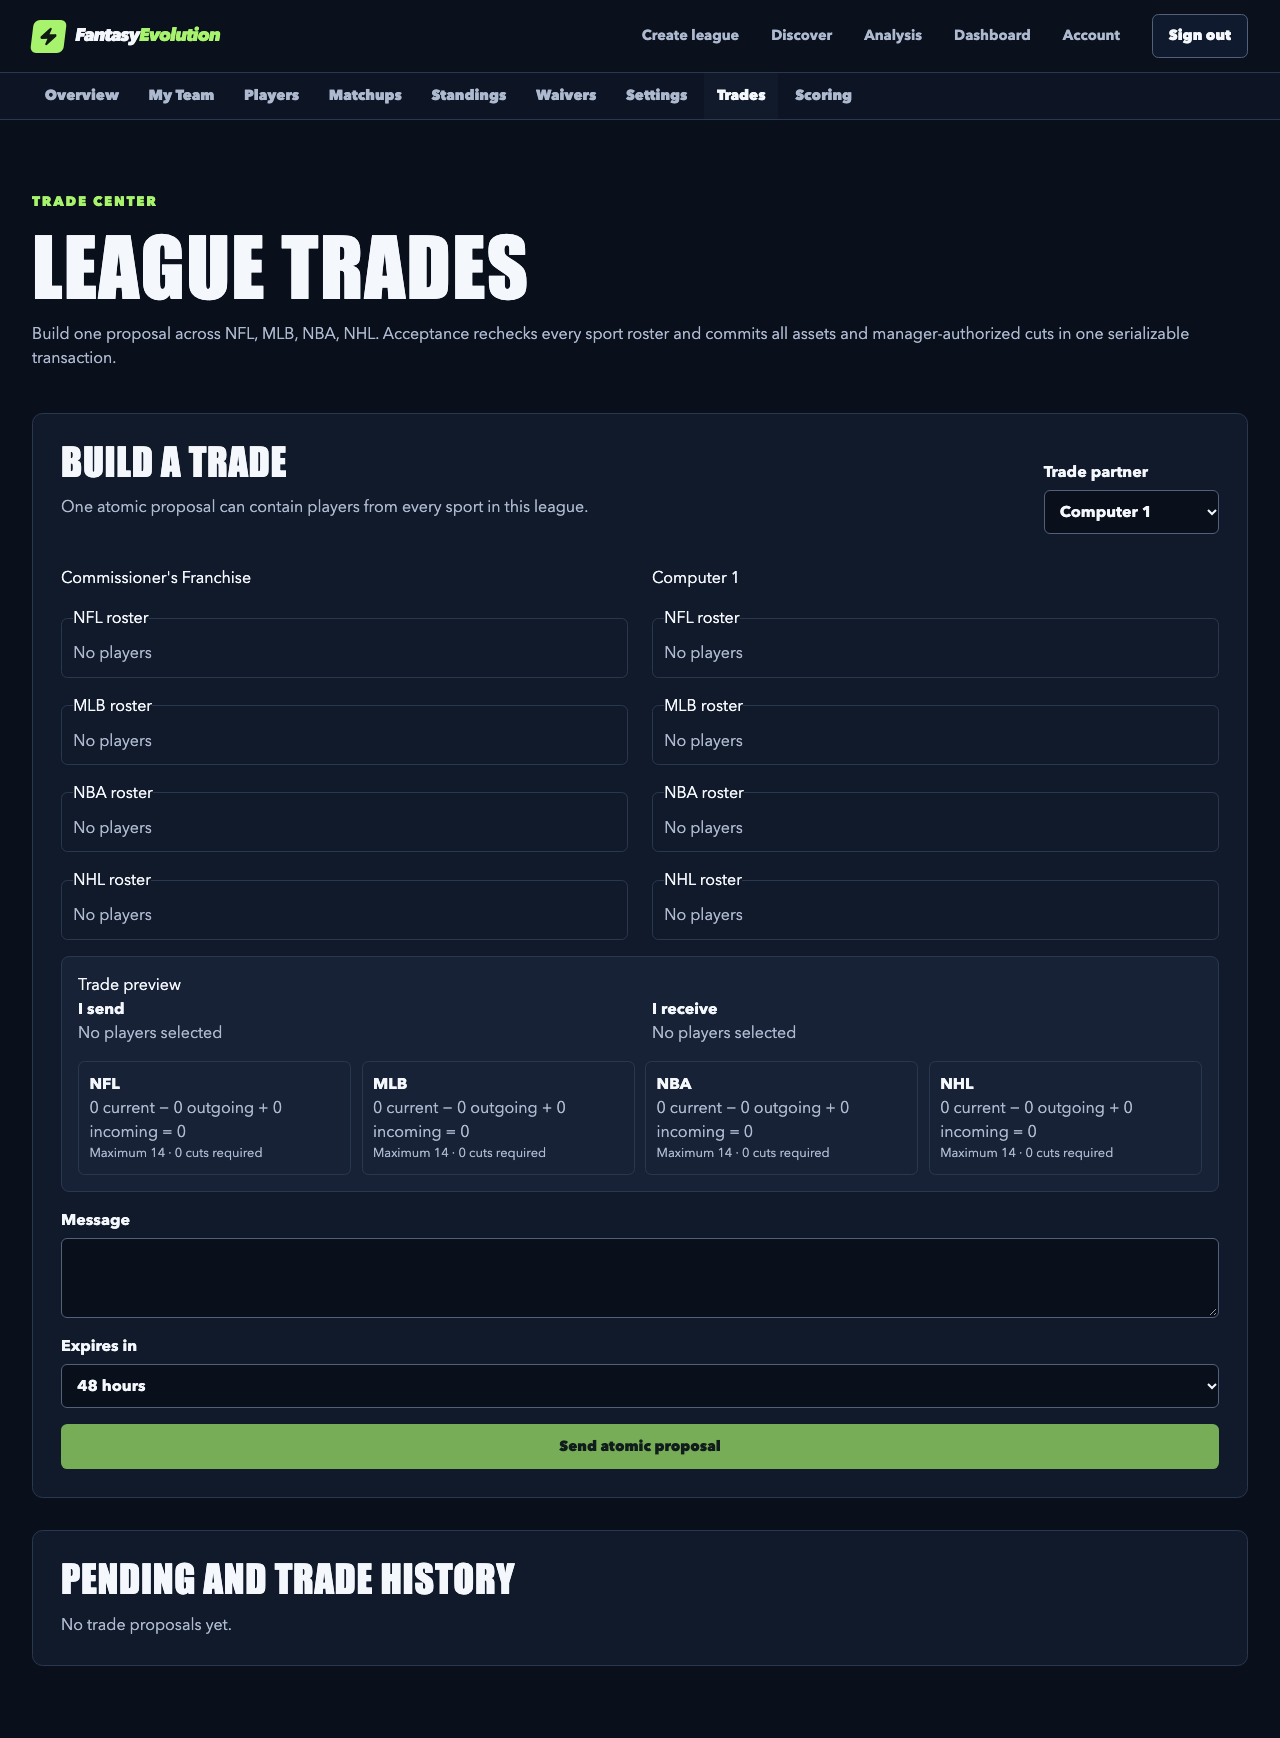 FantasyEvolution
Create league
Discover
Analysis
Dashboard
Account
Sign out
Overview
My Team
Players
Matchups
Standings
Waivers
Settings
Trades
Scoring
TRADE CENTER
LEAGUE TRADES
Build one proposal across NFL, MLB, NBA, NHL. Acceptance rechecks every sport roster and commits all assets and manager-authorized cuts in one serializable
transaction.
BUILD A TRADE
One atomic proposal can contain players from every sport in this league.
Trade partner
Computer 1
Commissioner's Franchise
NFL roster
No players
MLB roster
No players
NBA roster
No players
NHL roster
No players
Computer 1
NFL roster
No players
MLB roster
No players
NBA roster
No players
NHL roster
No players
Trade preview
I send
No players selected
I receive
No players selected
NFL
0 current − 0 outgoing + 0
incoming = 0
Maximum 14 · 0 cuts required
MLB
0 current − 0 outgoing + 0
incoming = 0
Maximum 14 · 0 cuts required
NBA
0 current − 0 outgoing + 0
incoming = 0
Maximum 14 · 0 cuts required
NHL
0 current − 0 outgoing + 0
incoming = 0
Maximum 14 · 0 cuts required
Message
Expires in
48 hours
Send atomic proposal
PENDING AND TRADE HISTORY
No trade proposals yet.